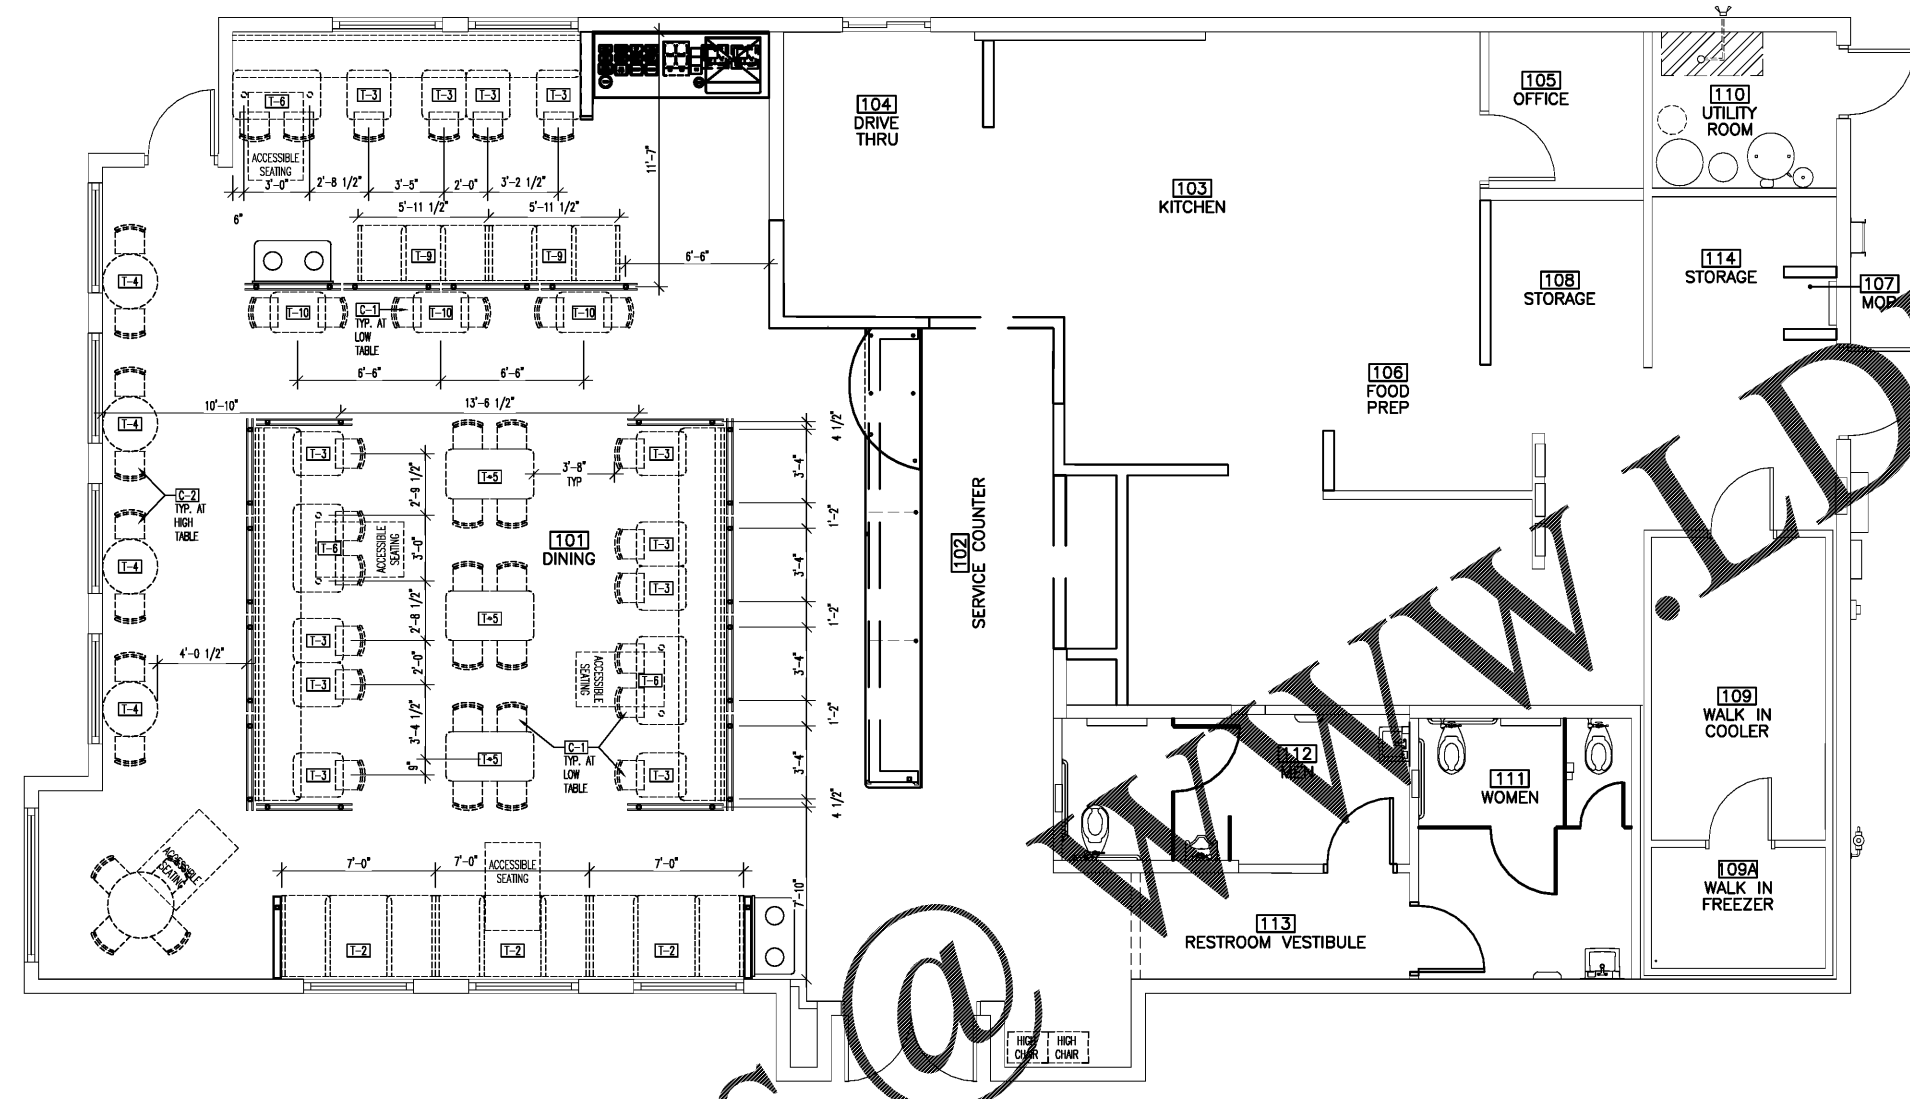 T-6
T-3
T-3
T-3
T-3
ACCESSIBLE
SEATING
3'-0"
2'-8 1/2"
3'-5"
2'-0"
3'-2 1/2"
6"
11'-7"
5'-11 1/2"
5'-11 1/2"
T-9
T-9
6'-6"
T-10
T-10
T-10
C-1
TYP. AT
LOW
TABLE
6'-6"
6'-6"
T-4
T-4
T-4
T-4
C-2
TYP. AT
HIGH
TABLE
10'-10"
13'-6 1/2"
4'-0 1/2"
T-3
T-6
ACCESSIBLE
SEATING
T-3
T-3
T-3
2'-9 1/2"
3'-0"
2'-8 1/2"
2'-0"
3'-4 1/2"
9"
T-5
T-5
T-5
3'-8"
TYP
101
DINING
T-3
T-3
T-3
T-6
ACCESSIBLE
SEATING
T-3
C-1
TYP. AT
LOW
TABLE
4 1/2"
3'-4"
1'-2"
3'-4"
1'-2"
3'-4"
1'-2"
3'-4"
4 1/2"
7'-10"
ACCESSIBLE
SEATING
7'-0"
7'-0"
7'-0"
ACCESSIBLE
SEATING
T-2
T-2
T-2
102
SERVICE COUNTER
104
DRIVE
THRU
103
KITCHEN
105
OFFICE
110
UTILITY
ROOM
108
STORAGE
114
STORAGE
107
MOP
106
FOOD
PREP
109
WALK IN
COOLER
109A
WALK IN
FREEZER
112
MEN
111
WOMEN
113
RESTROOM VESTIBULE
HIGH
CHAIR
HIGH
CHAIR
@ WWW.LD